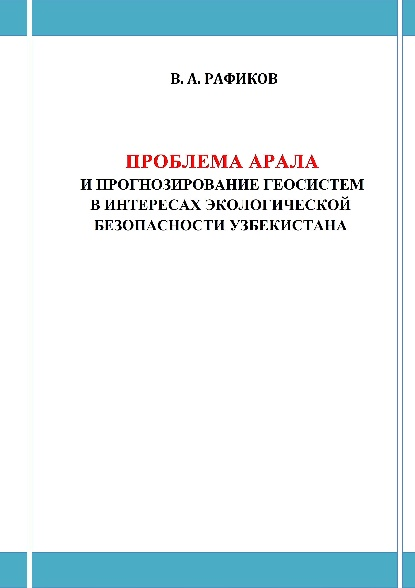 В. А. РАФИКОВ
ПРОБЛЕМА АРАЛА
И ПРОГНОЗИРОВАНИЕ ГЕОСИСТЕМ
В ИНТЕРЕСАХ ЭКОЛОГИЧЕСКОЙ
БЕЗОПАСНОСТИ УЗБЕКИСТАНА